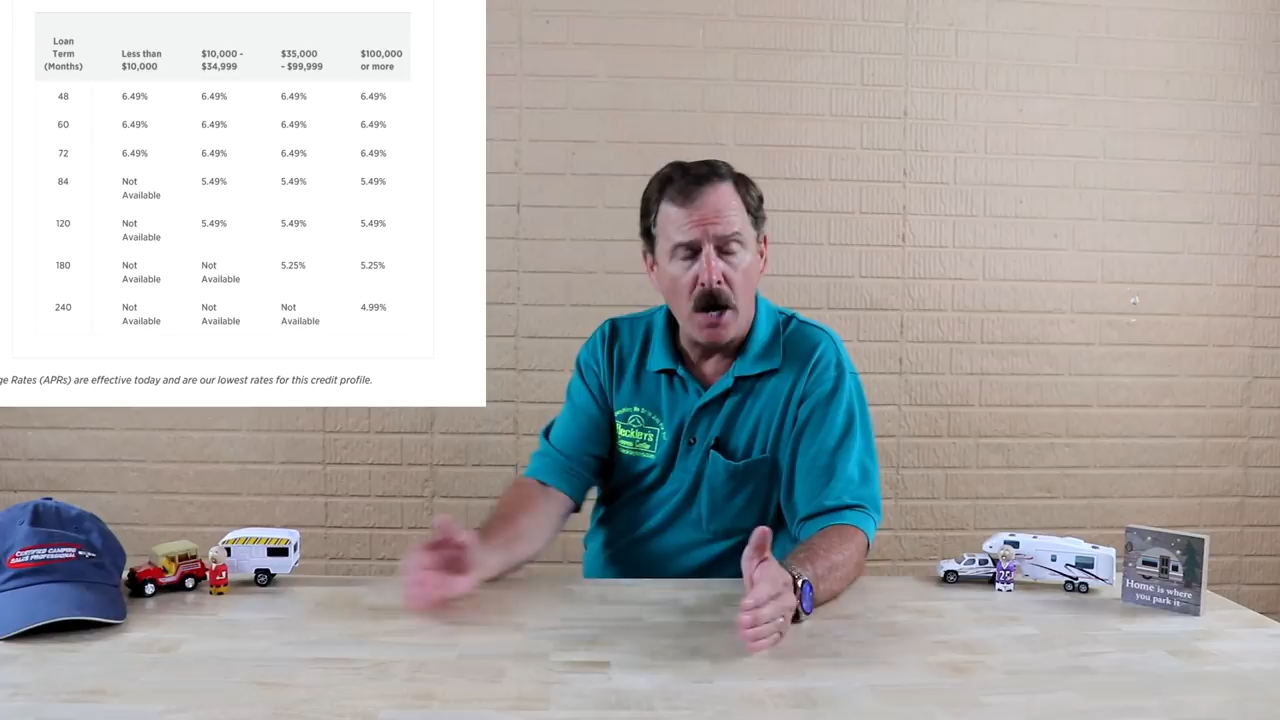 Loan
Term
(Months)
Less than
$10,000
$10,000 -
$34,999
$35,000
- $99,999
$100,000
or more
48 6.49% 6.49% 6.49% 6.49%
60 6.49% 6.49% 6.49% 6.49%
72 6.49% 6.49% 6.49% 6.49%
84 Not Available 5.49% 5.49% 5.49%
120 Not Available 5.49% 5.49% 5.49%
180 Not Available Not Available 5.25% 5.25%
240 Not Available Not Available Not Available 4.99%
Rates (APRs) are effective today and are our lowest rates for this credit profile.
Beckler's
CERTIFIED CAMPING
SALES PROFESSIONAL
Home is where
you park it